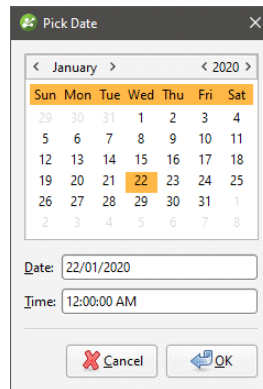 Pick Date
< January > < 2020 >
Sun Mon Tue Wed Thu Fri Sat
29 30 31 1 2 3 4
5 6 7 8 9 10 11
12 13 14 15 16 17 18
19 20 21 22 23 24 25
26 27 28 29 30 31 1
2 3 4 5 6 7 8
Date: 22/01/2020
Time: 12:00:00 AM
Cancel OK